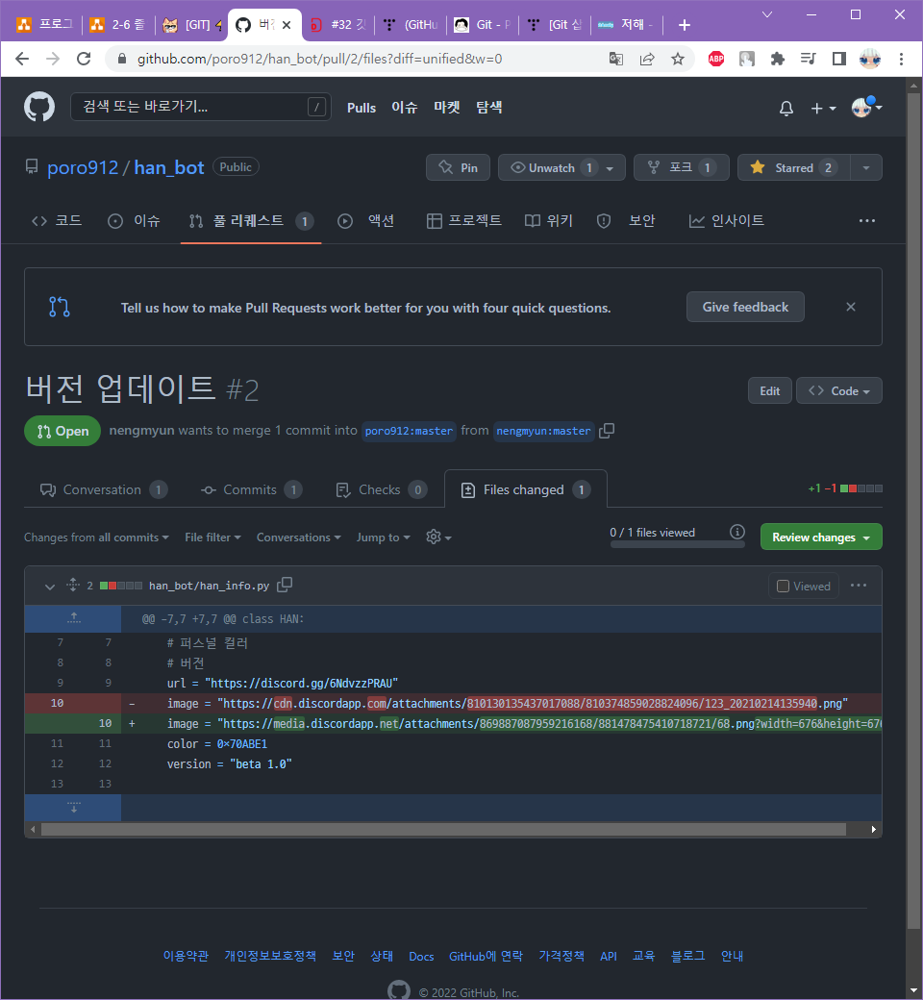 프로그
2-6 졸
[GIT]
버전
#32 깃
(GitHu
Git - P
[Git 삽
저해 -
github.com/poro912/han_bot/pull/2/files?diff=unified&w=0
ABP
검색 또는 바로가기... /
Pulls 이슈 마켓 탐색
poro912 / han_bot Public
Pin Unwatch 1 포크 1 Starred 2
코드 이슈 풀 리퀘스트 1 액션 프로젝트 위키 보안 인사이트 ...
Tell us how to make Pull Requests work better for you with four quick questions. Give feedback
버전 업데이트 #2
Edit <> Code
Open nengmyun wants to merge 1 commit into poro912:master from nengmyun:master
Conversation 1 Commits 1 Checks 0 Files changed 1 +1 −1
Changes from all commits File filter Conversations Jump to 0 / 1 files viewed Review changes
2 han_bot/han_info.py Viewed ...
@@ -7,7 +7,7 @@ class HAN:
7 7 # 퍼스널 컬러
8 8 # 버전
9 9 url = "https://discord.gg/6NdvzzPRAU"
10 - image = "https://cdn.discordapp.com/attachments/810130135437017088/810374859028824096/123_20210214135940.png"
10 + image = "https://media.discordapp.net/attachments/869887087959216168/881478475410718721/68.png?width=676&height=676
11 11 color = 0x70ABE1
12 12 version = "beta 1.0"
13 13
이용약관 개인정보보호정책 보안 상태 Docs GitHub에 연락 가격정책 API 교육 블로그 안내
© 2022 GitHub, Inc.